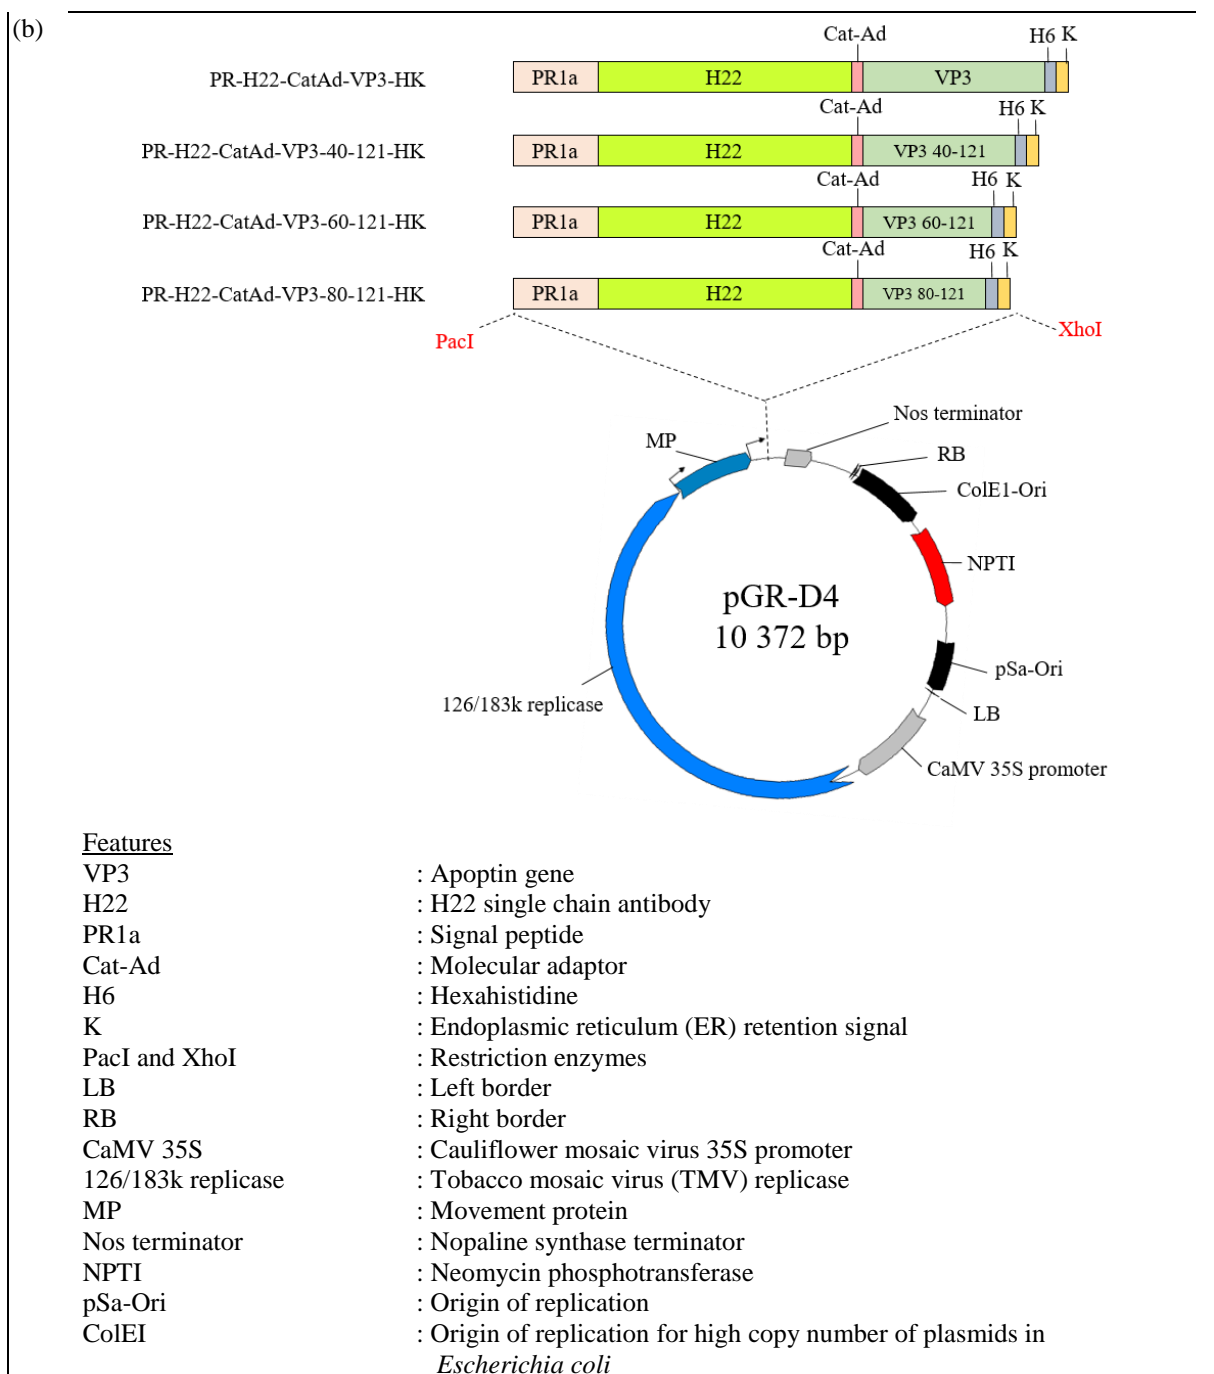 (b)
Cat-Ad H6 K
PR-H22-CatAd-VP3-HK PR1a H22 VP3
Cat-Ad H6 K
PR-H22-CatAd-VP3-40-121-HK PR1a H22 VP3 40-121
Cat-Ad H6 K
PR-H22-CatAd-VP3-60-121-HK PR1a H22 VP3 60-121
Cat-Ad H6 K
PR-H22-CatAd-VP3-80-121-HK PR1a H22 VP3 80-121
PacI XhoI
Nos terminator
MP
RB
ColE1-Ori
NPTI
pGR-D4
10 372 bp
pSa-Ori
126/183k replicase
LB
CaMV 35S promoter
Features
VP3 : Apoptin gene
H22 : H22 single chain antibody
PR1a : Signal peptide
Cat-Ad : Molecular adaptor
H6 : Hexahistidine
K : Endoplasmic reticulum (ER) retention signal
PacI and XhoI : Restriction enzymes
LB : Left border
RB : Right border
CaMV 35S : Cauliflower mosaic virus 35S promoter
126/183k replicase : Tobacco mosaic virus (TMV) replicase
MP : Movement protein
Nos terminator : Nopaline synthase terminator
NPTI : Neomycin phosphotransferase
pSa-Ori : Origin of replication
ColEI : Origin of replication for high copy number of plasmids in
Escherichia coli